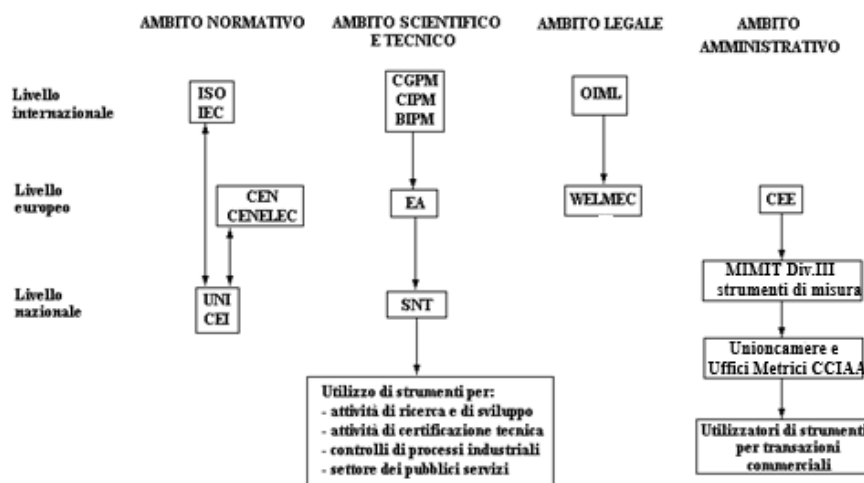 AMBITO NORMATIVO
AMBITO SCIENTIFICO
E TECNICO
AMBITO LEGALE
AMBITO
AMMINISTRATIVO
Livello
internazionale
ISO
IEC
CGPM
CIPM
BIPM
OIML
Livello
europeo
CEN
CENELEC
EA
WELMEC
CEE
Livello
nazionale
UNI
CEI
SNT
MIMIT Div.III
strumenti di misura
Unioncamere e
Uffici Metrici CCIAA
Utilizzo di strumenti per:
- attività di ricerca e di sviluppo
- attività di certificazione tecnica
- controlli di processi industriali
- settore dei pubblici servizi
Utilizzatori di strumenti
per transazioni
commerciali